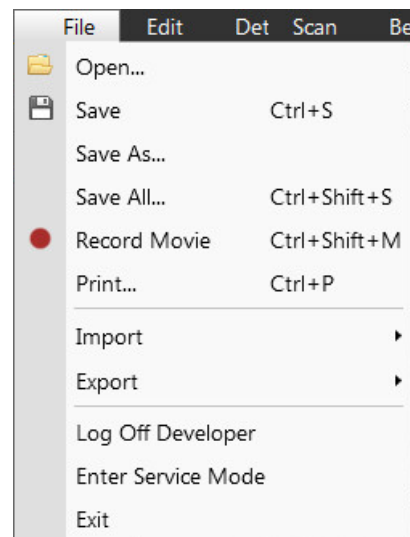 File Edit Det Scan Be
Open...
Save Ctrl+S
Save As...
Save All... Ctrl+Shift+S
Record Movie Ctrl+Shift+M
Print... Ctrl+P
Import
Export
Log Off Developer
Enter Service Mode
Exit